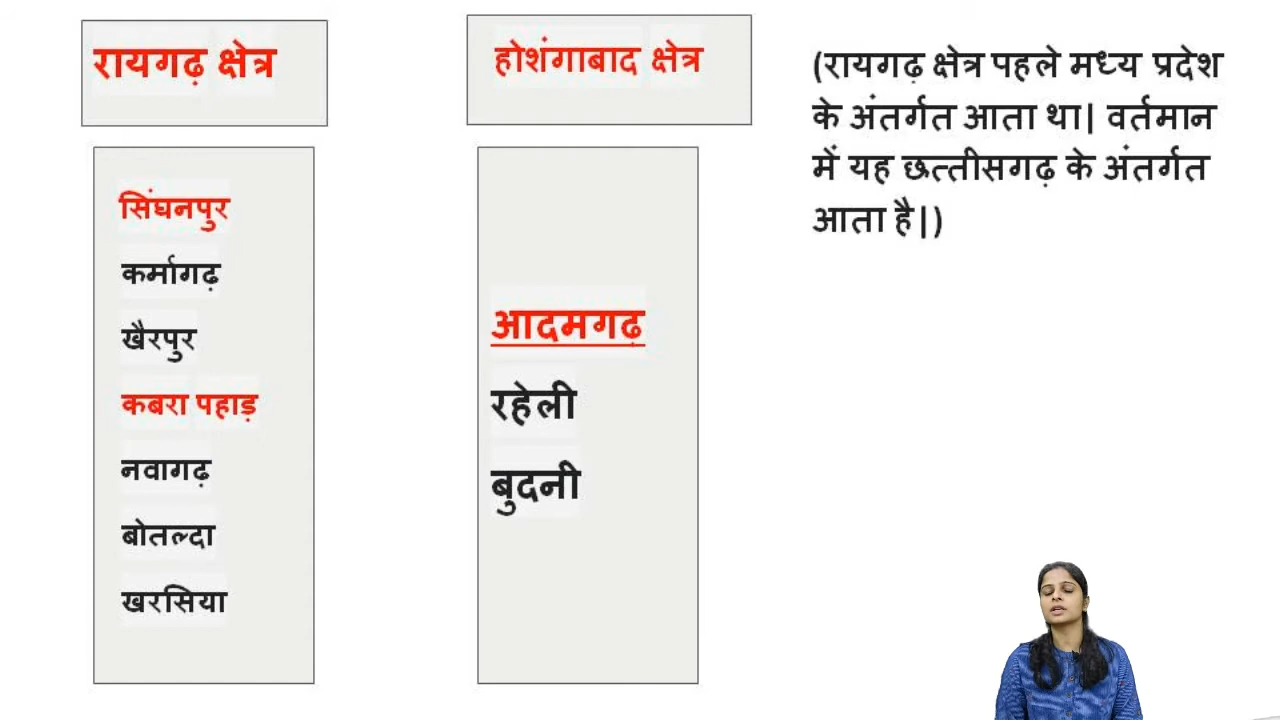 रायगढ़ क्षेत्र
सिंघनपुर
कर्मागढ़
खैरपुर
कबरा पहाड़
नवागढ़
बोतल्दा
खरसिया
होशंगाबाद क्षेत्र
आदमगढ़
रहेली
बुदनी
(रायगढ़ क्षेत्र पहले मध्य प्रदेश
के अंतर्गत आता था| वर्तमान
में यह छत्तीसगढ़ के अंतर्गत
आता है|)